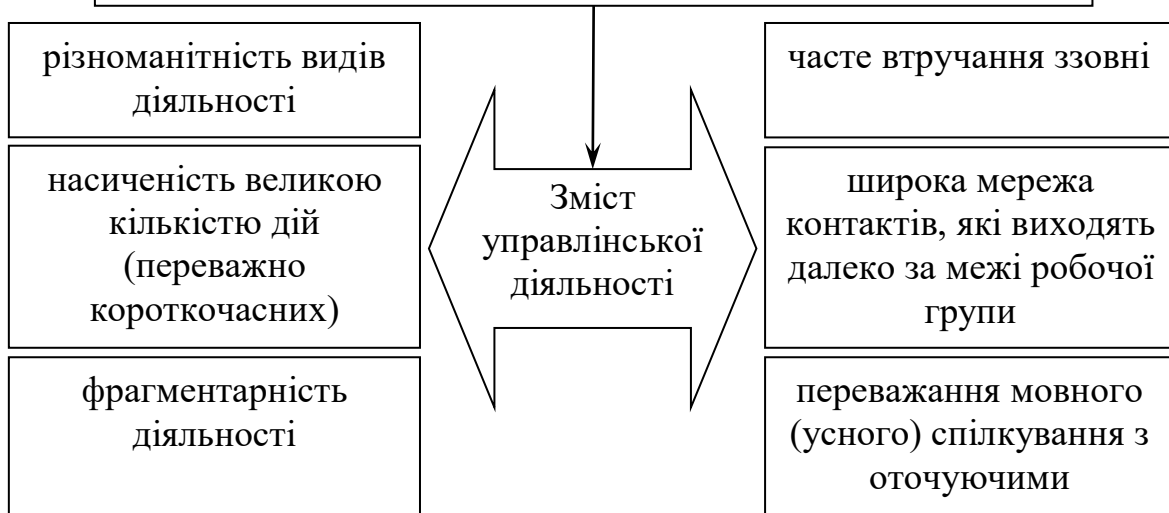 різноманітність видів
діяльності
насиченість великою
кількістю дій
(переважно
короткочасних)
фрагментарність
діяльності
Зміст
управлінської
діяльності
часте втручання ззовні
широка мережа
контактів, які виходять
далеко за межі робочої
групи
переважання мовного
(усного) спілкування з
оточуючими